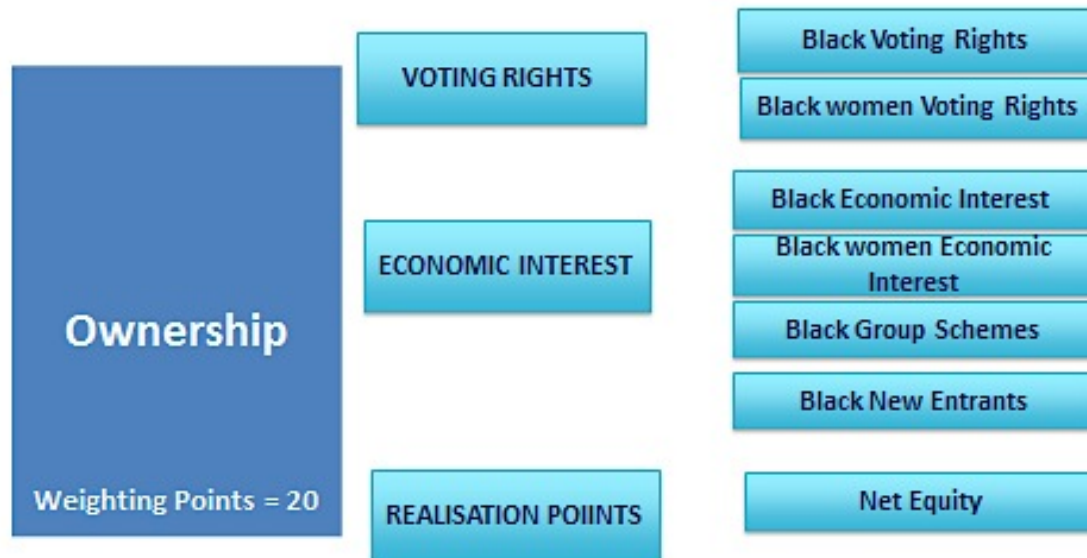 Ownership
Weighting Points = 20
VOTING RIGHTS
Black Voting Rights
Black women Voting Rights
ECONOMIC INTEREST
Black Economic Interest
Black women Economic
Interest
Black Group Schemes
Black New Entrants
REALISATION POIINTS
Net Equity